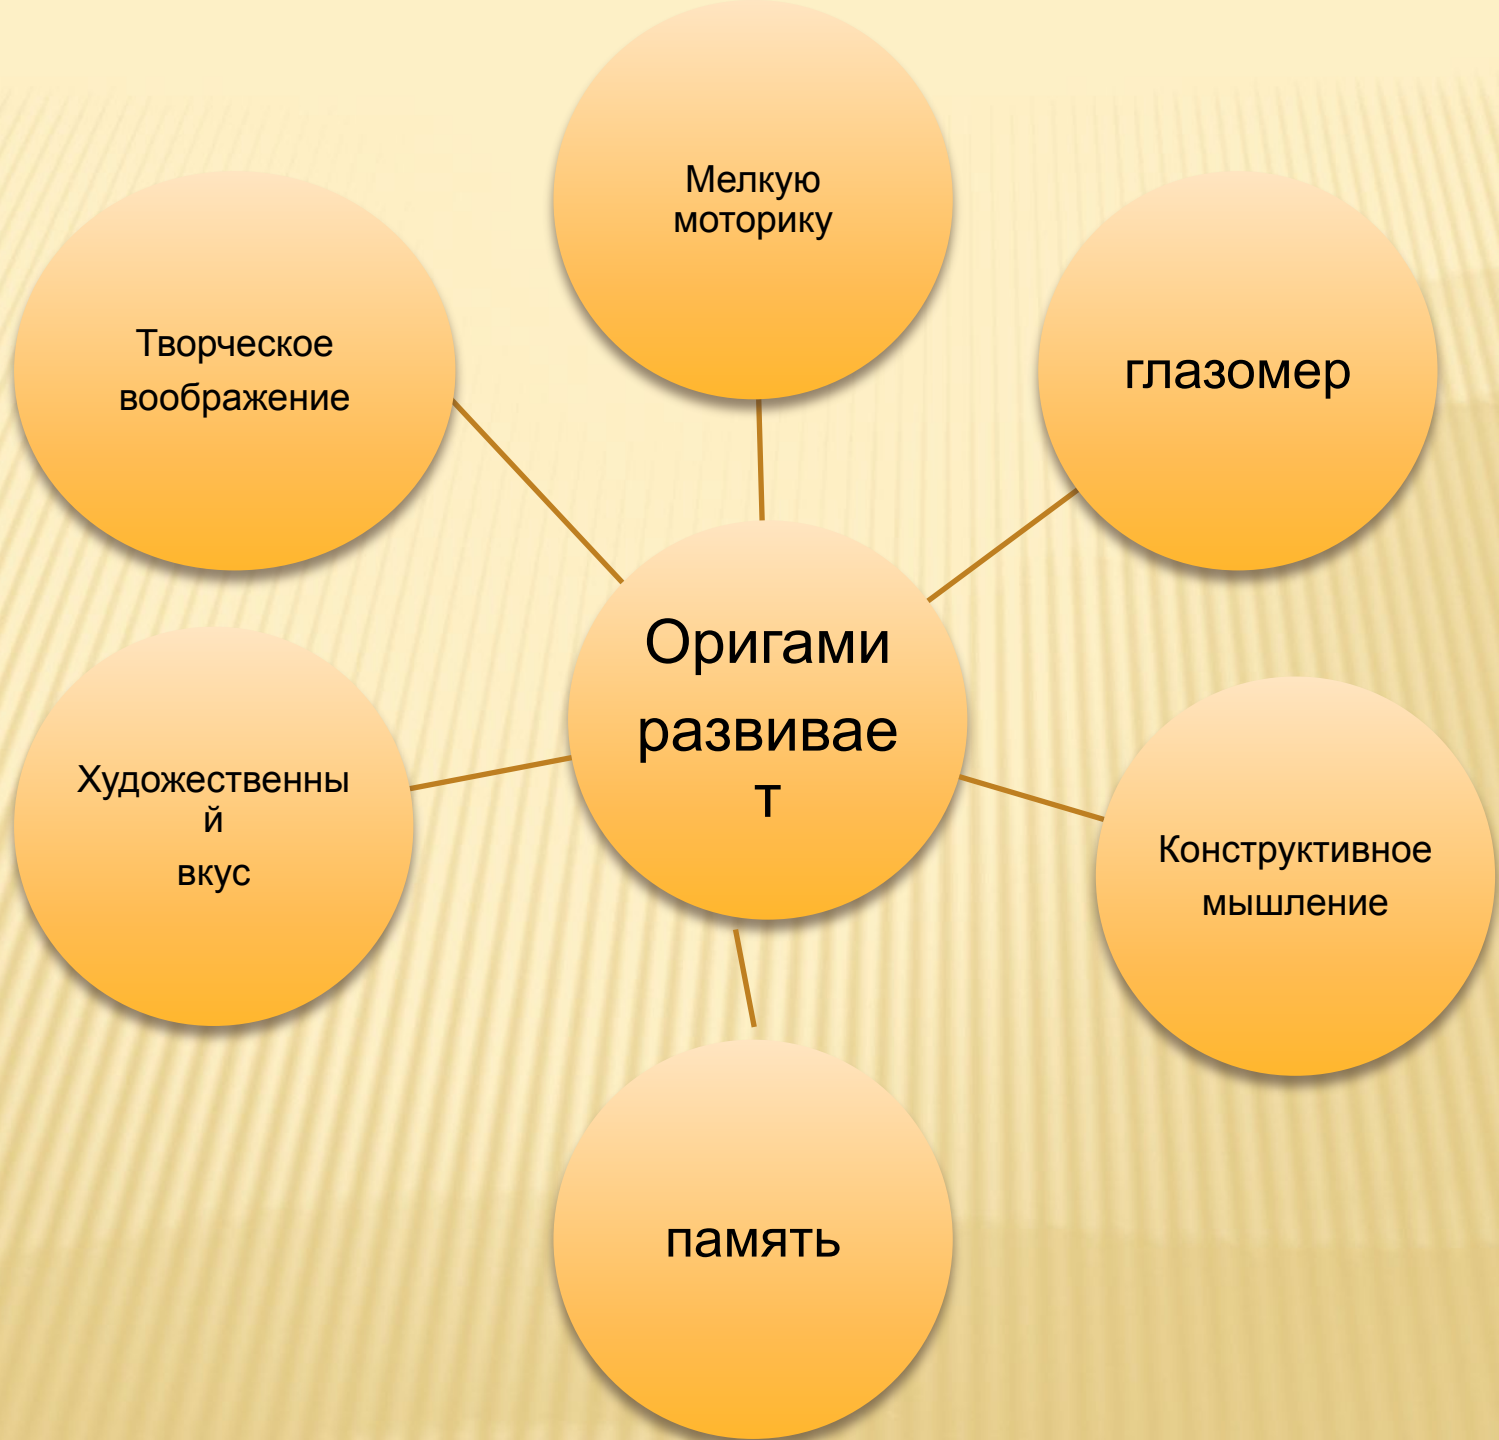 Мелкую
моторику
Творческое
воображение
глазомер
Оригами
развивае
т
Художественны
й
вкус
Конструктивное
мышление
память